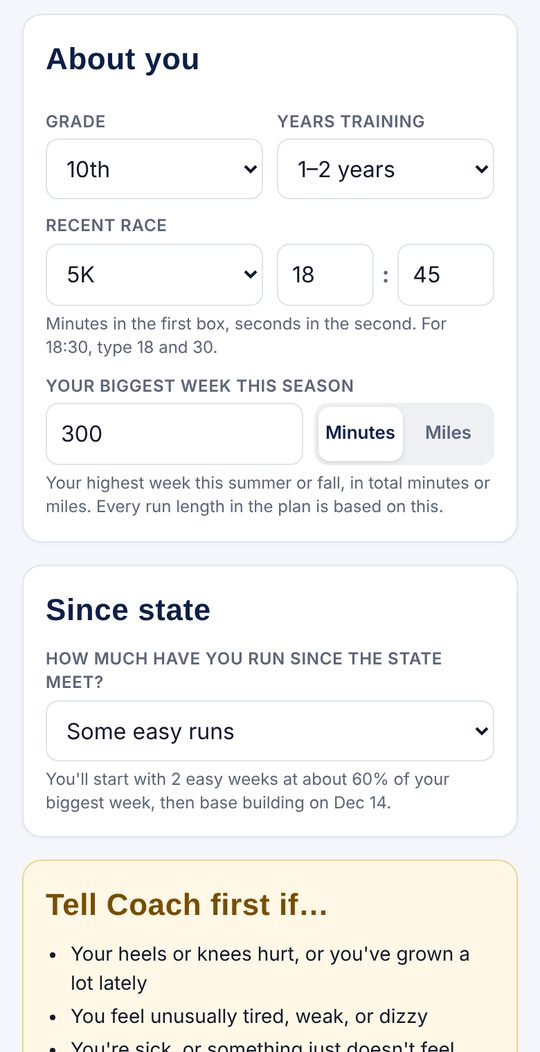 About you
GRADE
YEARS TRAINING
10th
1–2 years
RECENT RACE
5K
18
:
45
Minutes in the first box, seconds in the second. For
18:30, type 18 and 30.
YOUR BIGGEST WEEK THIS SEASON
300
Minutes
Miles
Your highest week this summer or fall, in total minutes or
miles. Every run length in the plan is based on this.
Since state
HOW MUCH HAVE YOU RUN SINCE THE STATE
MEET?
Some easy runs
You'll start with 2 easy weeks at about 60% of your
biggest week, then base building on Dec 14.
Tell Coach first if…
• Your heels or knees hurt, or you've grown a
lot lately
• You feel unusually tired, weak, or dizzy
• You're sick, or something just doesn't feel